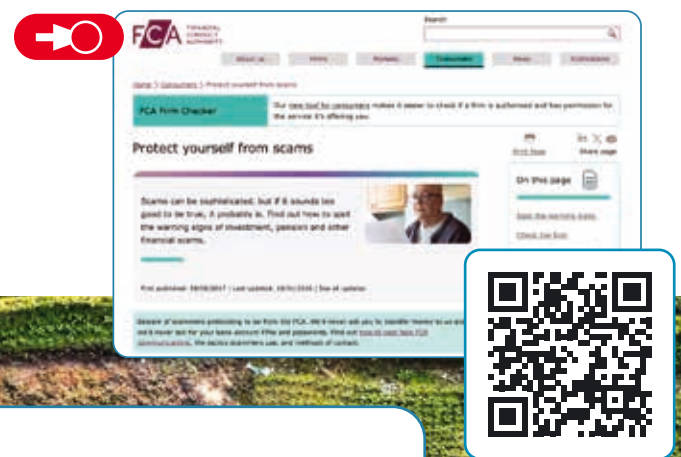 FCA FINANCIAL
CONDUCT
AUTHORITY
Search
About us
Firms
Markets
Consumers
News
Publications
Home > Consumers > Protect yourself from scams
FCA Firm Checker
Our new tool for consumers makes it easier to check if a firm is authorised and has permission for
the service it's offering you.
Protect yourself from scams
Print Page
Share page
On this page
Scams can be sophisticated, but if it sounds too
good to be true, it probably is. Find out how to spot
the warning signs of investment, pension and other
financial scams.
Spot the warning signs
Check the firm
First published: | Last updated: | See all updates
Beware of scammers pretending to be from the FCA. We'll never ask you to transfer money to us and
we'll never ask for your bank account PINs and passwords. Find out how to spot fake FCA
communications, the tactics scammers use, and methods of contact.